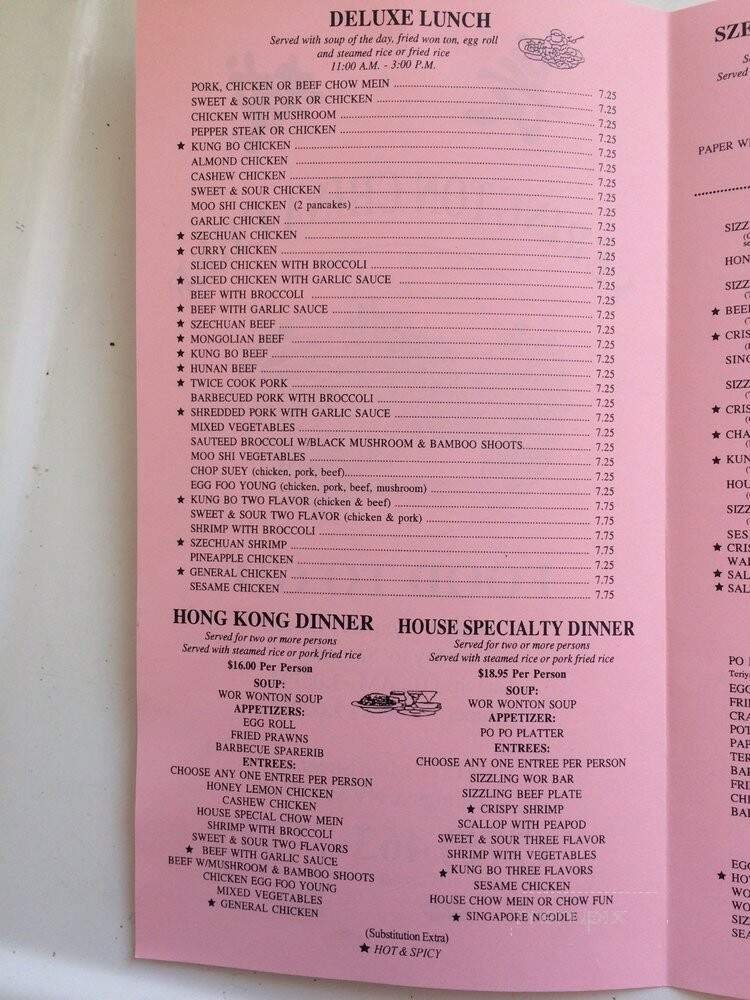 DELUXE LUNCH
Served with soup of the day, fried won ton, egg roll
and steamed rice or fried rice
11:00 A.M. - 3:00 P.M.
PORK, CHICKEN OR BEEF CHOW MEIN 7.25
SWEET & SOUR PORK OR CHICKEN 7.25
CHICKEN WITH MUSHROOM 7.25
PEPPER STEAK OR CHICKEN 7.25
★ KUNG BO CHICKEN 7.25
ALMOND CHICKEN 7.25
CASHEW CHICKEN 7.25
SWEET & SOUR CHICKEN 7.25
MOO SHI CHICKEN (2 pancakes) 7.25
GARLIC CHICKEN 7.25
★ SZECHUAN CHICKEN 7.25
★ CURRY CHICKEN 7.25
SLICED CHICKEN WITH BROCCOLI 7.25
★ SLICED CHICKEN WITH GARLIC SAUCE 7.25
BEEF WITH BROCCOLI 7.25
★ BEEF WITH GARLIC SAUCE 7.25
★ SZECHUAN BEEF 7.25
★ MONGOLIAN BEEF 7.25
★ KUNG BO BEEF 7.25
★ HUNAN BEEF 7.25
★ TWICE COOK PORK 7.25
BARBECUED PORK WITH BROCCOLI 7.25
★ SHREDDED PORK WITH GARLIC SAUCE 7.25
MIXED VEGETABLES 7.25
SAUTEED BROCCOLI W/BLACK MUSHROOM & BAMBOO SHOOTS 7.25
MOO SHI VEGETABLES 7.25
CHOP SUEY (chicken, pork, beef) 7.25
EGG FOO YOUNG (chicken, pork, beef, mushroom) 7.25
★ KUNG BO TWO FLAVOR (chicken & beef) 7.75
SWEET & SOUR TWO FLAVOR (chicken & pork) 7.75
SHRIMP WITH BROCCOLI 7.75
★ SZECHUAN SHRIMP 7.75
PINEAPPLE CHICKEN 7.75
★ GENERAL CHICKEN 7.75
SESAME CHICKEN 7.75
HONG KONG DINNER
Served for two or more persons
Served with steamed rice or pork fried rice
$16.00 Per Person
SOUP:
WOR WONTON SOUP
APPETIZERS:
EGG ROLL
FRIED PRAWNS
BARBECUE SPARERIB
ENTREES:
CHOOSE ANY ONE ENTREE PER PERSON
HONEY LEMON CHICKEN
CASHEW CHICKEN
HOUSE SPECIAL CHOW MEIN
SHRIMP WITH BROCCOLI
SWEET & SOUR TWO FLAVORS
★ BEEF WITH GARLIC SAUCE
BEEF W/MUSHROOM & BAMBOO SHOOTS
CHICKEN EGG FOO YOUNG
MIXED VEGETABLES
★ GENERAL CHICKEN
HOUSE SPECIALTY DINNER
Served for two or more persons
Served with steamed rice or pork fried rice
$18.95 Per Person
SOUP:
WOR WONTON SOUP
APPETIZER:
PO PO PLATTER
ENTREES:
CHOOSE ANY ONE ENTREE PER PERSON
SIZZLING WOR BAR
SIZZLING BEEF PLATE
★ CRISPY SHRIMP
SCALLOP WITH PEAPOD
SWEET & SOUR THREE FLAVOR
SHRIMP WITH VEGETABLES
★ KUNG BO THREE FLAVORS
SESAME CHICKEN
HOUSE CHOW MEIN OR CHOW FUN
★ SINGAPORE NOODLE
(Substitution Extra)
★ HOT & SPICY
Served
PAPER